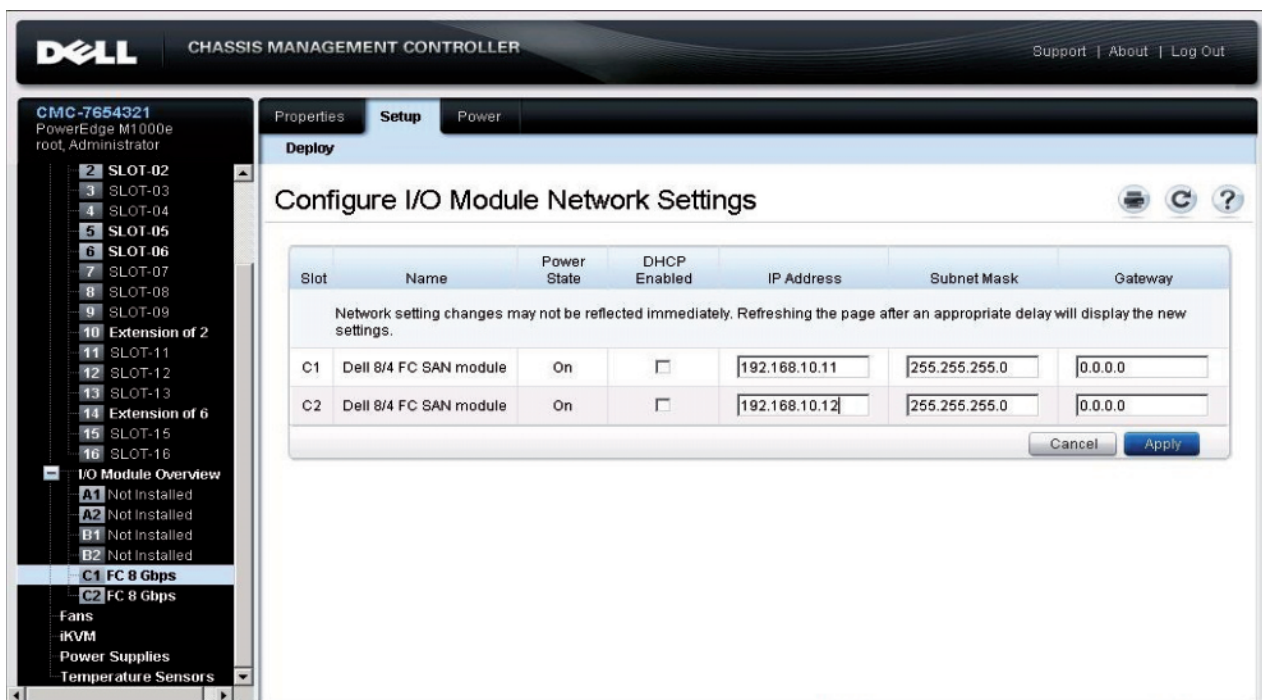 DELL CHASSIS MANAGEMENT CONTROLLER
Support | About | Log Out
CMC-7654321
PowerEdge M1000e
root, Administrator
2 SLOT-02
3 SLOT-03
4 SLOT-04
5 SLOT-05
6 SLOT-06
7 SLOT-07
8 SLOT-08
9 SLOT-09
10 Extension of 2
11 SLOT-11
12 SLOT-12
13 SLOT-13
14 Extension of 6
15 SLOT-15
16 SLOT-16
I/O Module Overview
A1 Not Installed
A2 Not Installed
B1 Not Installed
B2 Not Installed
C1 FC 8 Gbps
C2 FC 8 Gbps
Fans
iKVM
Power Supplies
Temperature Sensors
Properties Setup Power
Deploy
Configure I/O Module Network Settings
Slot Name Power State DHCP Enabled IP Address Subnet Mask Gateway
Network setting changes may not be reflected immediately. Refreshing the page after an appropriate delay will display the new
settings.
C1 Dell 8/4 FC SAN module On 192.168.10.11 255.255.255.0 0.0.0.0
C2 Dell 8/4 FC SAN module On 192.168.10.12 255.255.255.0 0.0.0.0
Cancel Apply